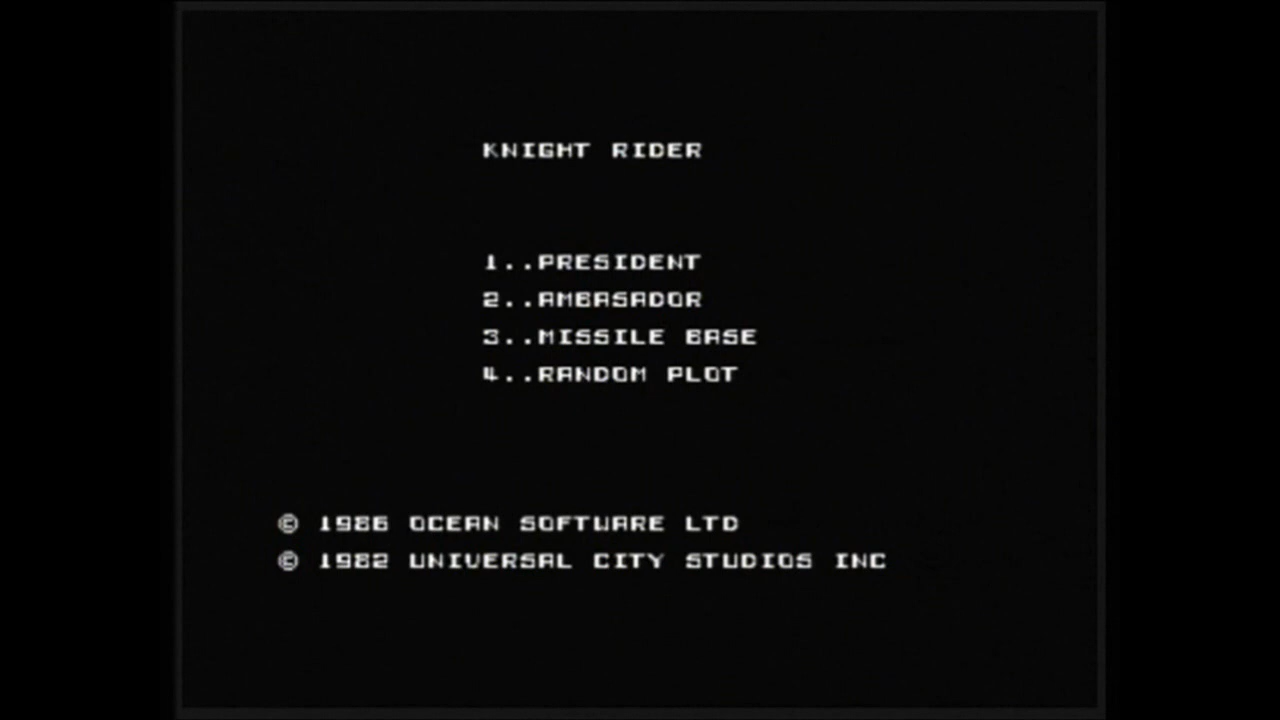 KNIGHT RIDER
1..PRESIDENT
2..AMBASADOR
3..MISSILE BASE
4..RANDOM PLOT
© 1986 OCEAN SOFTWARE LTD
© 1982 UNIVERSAL CITY STUDIOS INC